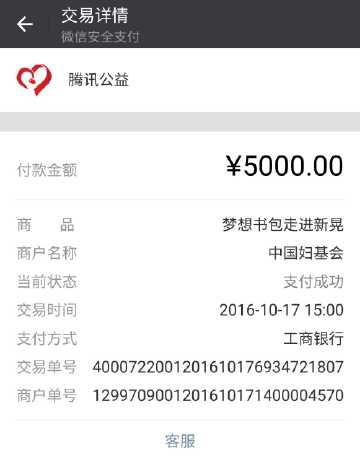 交易详情
微信安全支付
腾讯公益
付款金额 ¥5000.00
商 品 梦想书包走进新晃
商户名称 中国妇基会
当前状态 支付成功
交易时间 2016-10-17 15:00
支付方式 工商银行
交易单号 4000722001201610176934721807
商户单号 1299709001201610171400004570
客服